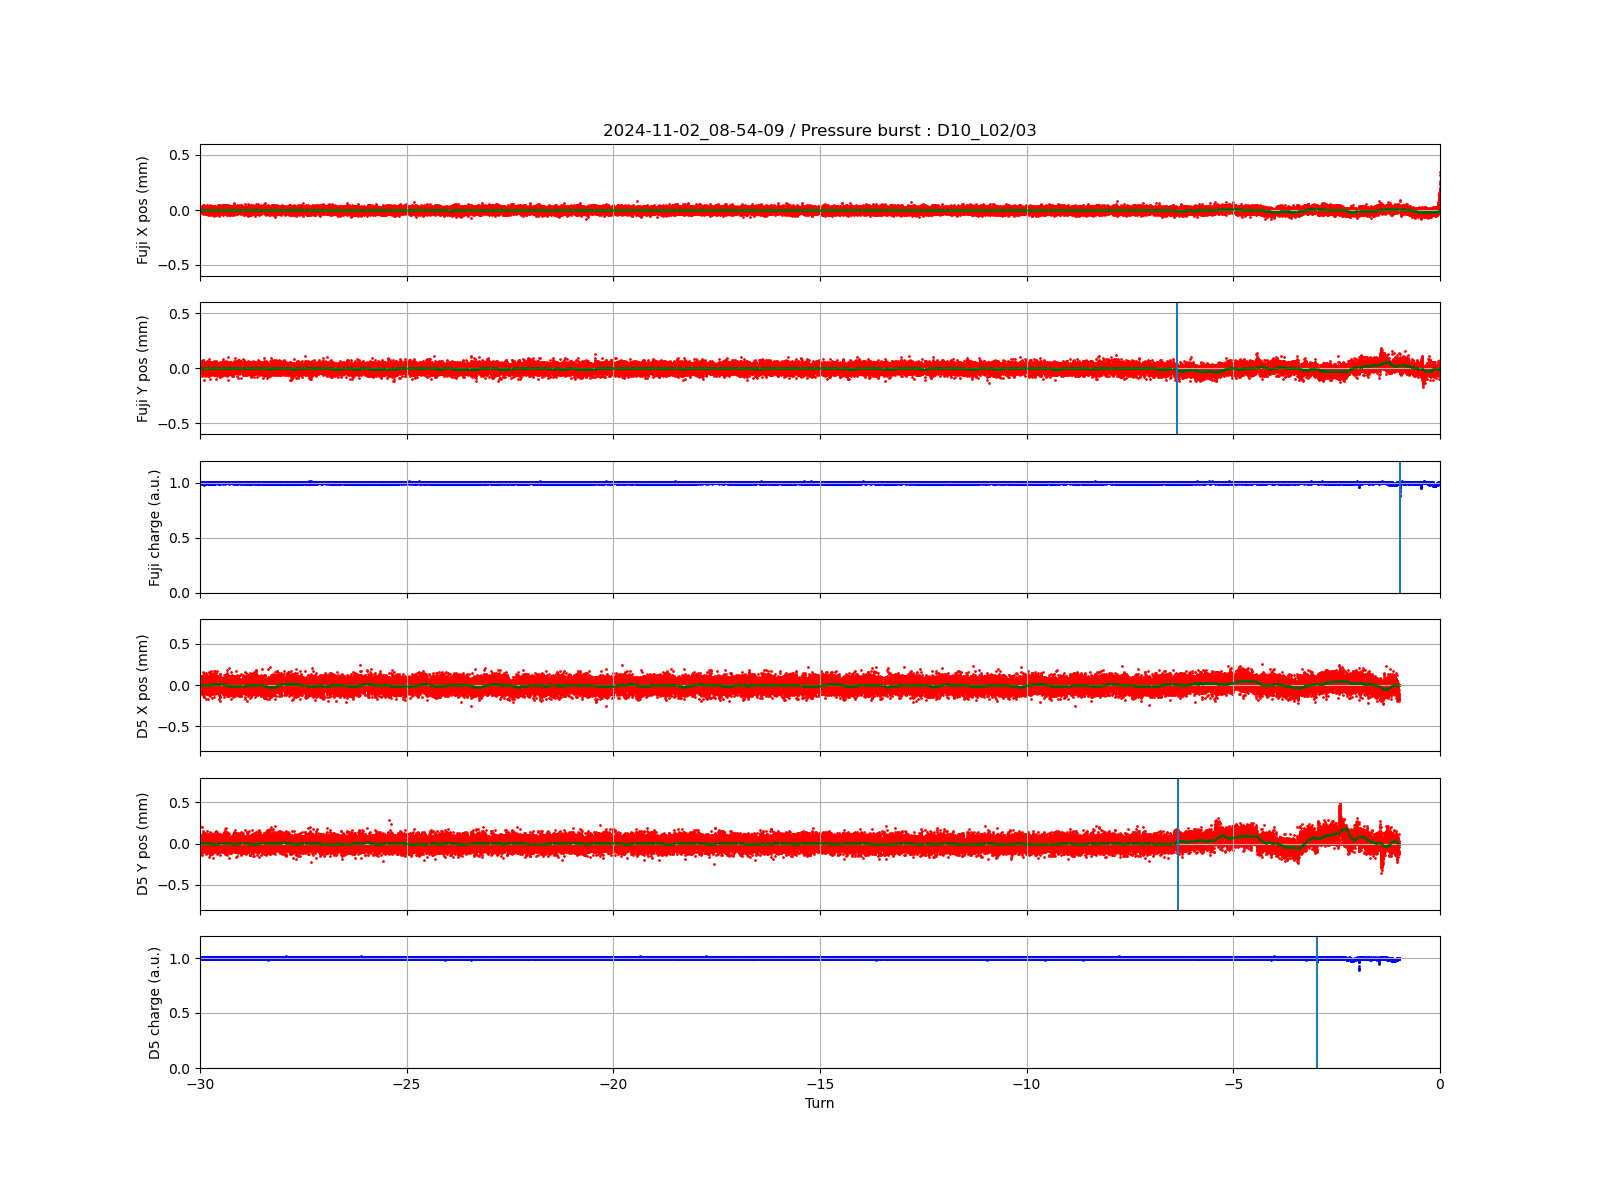 2024-11-02_08-54-09 / Pressure burst : D10_L02/03
Fuji X pos (mm)
0.5
0.0
−0.5
Fuji Y pos (mm)
0.5
0.0
−0.5
Fuji charge (a.u.)
1.0
0.5
0.0
D5 X pos (mm)
0.5
0.0
−0.5
D5 Y pos (mm)
0.5
0.0
−0.5
D5 charge (a.u.)
1.0
0.5
0.0
−30 −25 −20 −15 −10 −5 0
Turn